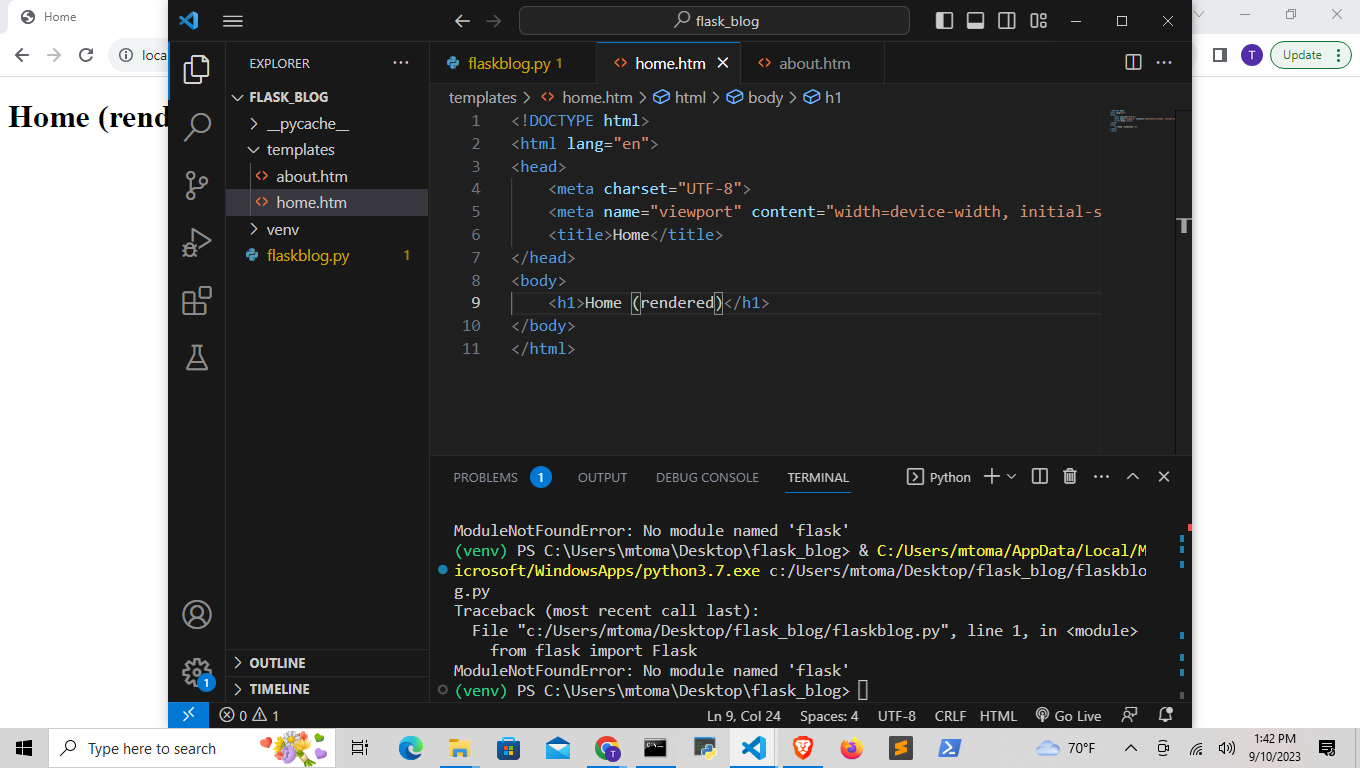 Home
flask_blog
loca
T
Update
Home (rend
EXPLORER
FLASK_BLOG
__pycache__
templates
about.htm
home.htm
venv
flaskblog.py 1
OUTLINE
TIMELINE
1
flaskblog.py 1
home.htm
about.htm
templates > home.htm > html > body > h1
1 <!DOCTYPE html>
2 <html lang="en">
3 <head>
4 <meta charset="UTF-8">
5 <meta name="viewport" content="width=device-width, initial-s
6 <title>Home</title>
7 </head>
8 <body>
9 <h1>Home (rendered)</h1>
10 </body>
11 </html>
PROBLEMS 1 OUTPUT DEBUG CONSOLE TERMINAL Python
ModuleNotFoundError: No module named 'flask'
(venv) PS C:\Users\mtoma\Desktop\flask_blog> & C:/Users/mtoma/AppData/Local/M
icrosoft/WindowsApps/python3.7.exe c:/Users/mtoma/Desktop/flask_blog/flaskblo
g.py
Traceback (most recent call last):
File "c:/Users/mtoma/Desktop/flask_blog/flaskblog.py", line 1, in <module>
from flask import Flask
ModuleNotFoundError: No module named 'flask'
(venv) PS C:\Users\mtoma\Desktop\flask_blog>
0 1 Ln 9, Col 24 Spaces: 4 UTF-8 CRLF HTML Go Live
Type here to search
T
70°F
1:42 PM
9/10/2023